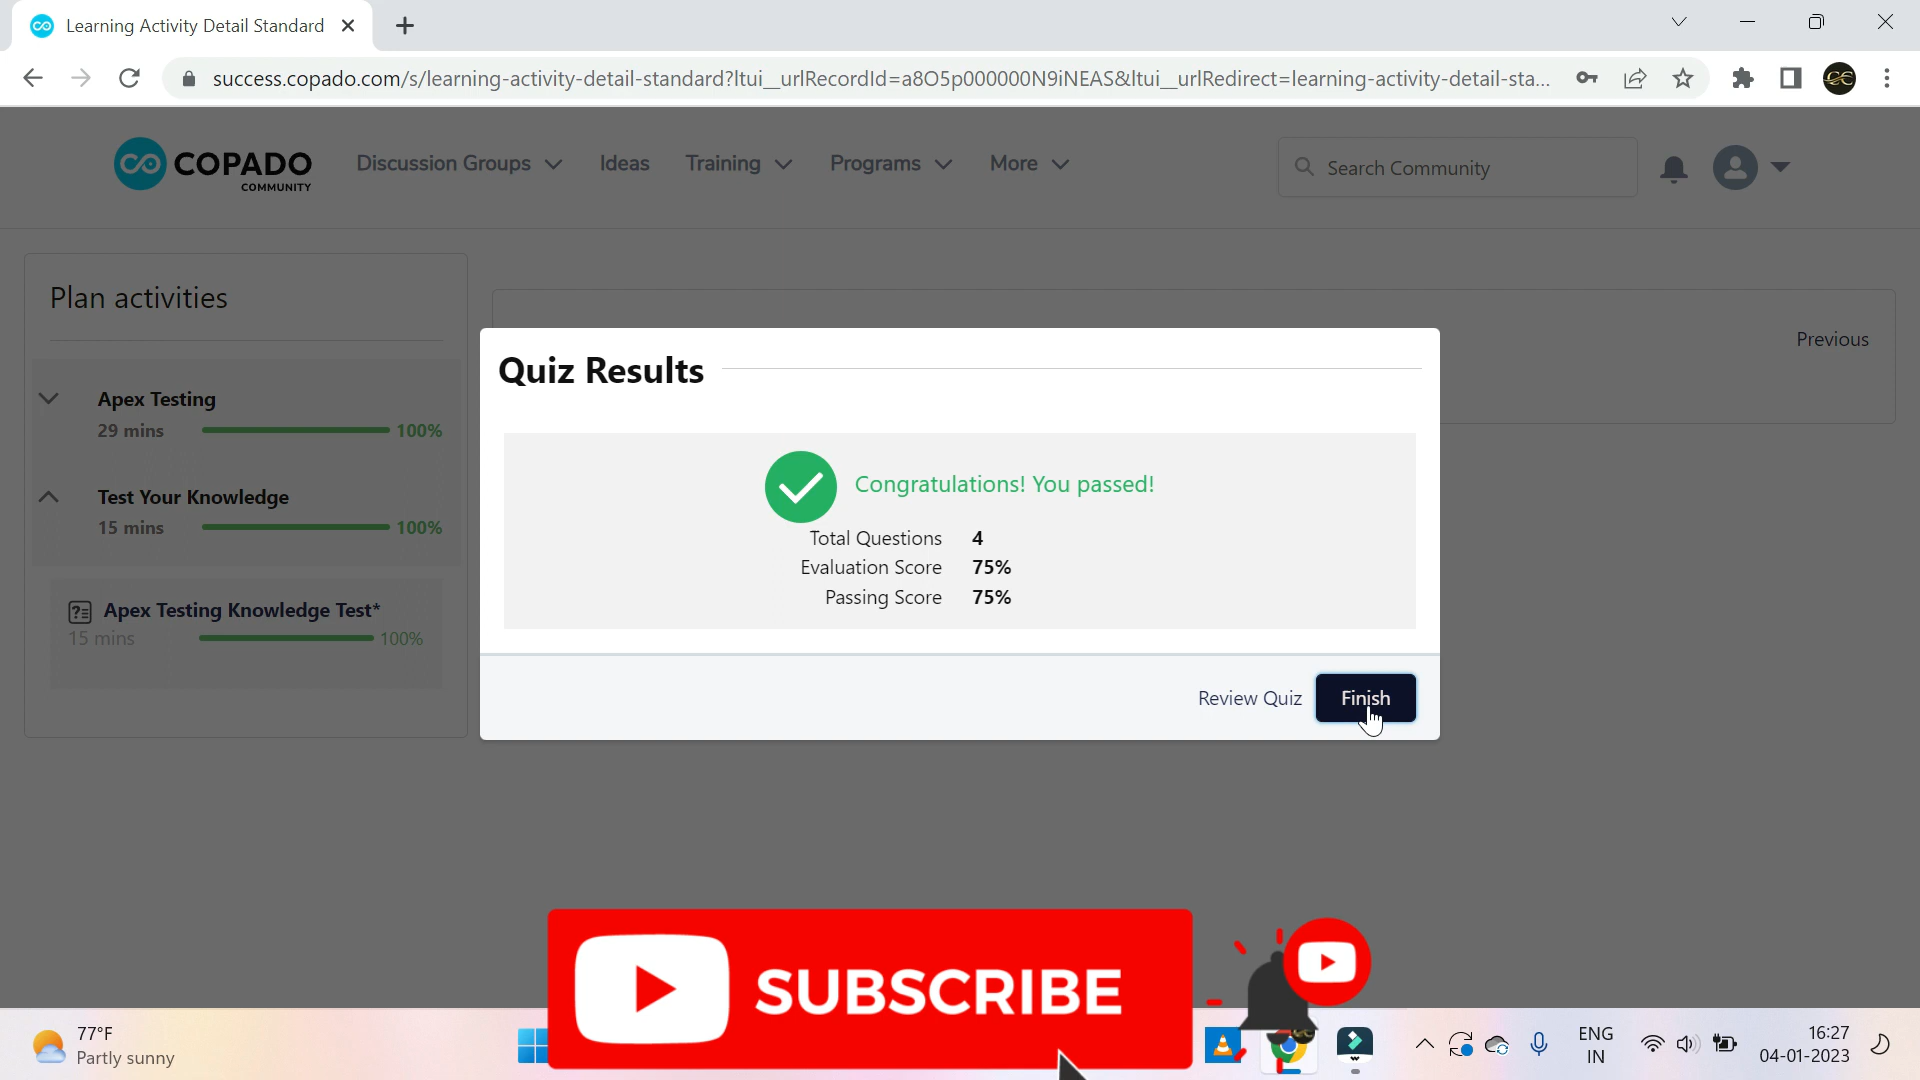 Learning Activity Detail Standard
success.copado.com/s/learning-activity-detail-standard?ltui__urlRecordId=a8O5p000000N9iNEAS&ltui__urlRedirect=learning-activity-detail-sta...
COPADO
COMMUNITY
Discussion Groups
Ideas
Training
Programs
More
Search Community
Plan activities
Previous
Apex Testing
29 mins 100%
Test Your Knowledge
15 mins 100%
Apex Testing Knowledge Test*
15 mins 100%
Quiz Results
Congratulations! You passed!
Total Questions 4
Evaluation Score 75%
Passing Score 75%
Review Quiz
Finish
SUBSCRIBE
77°F
Partly sunny
ENG
IN
16:27
04-01-2023